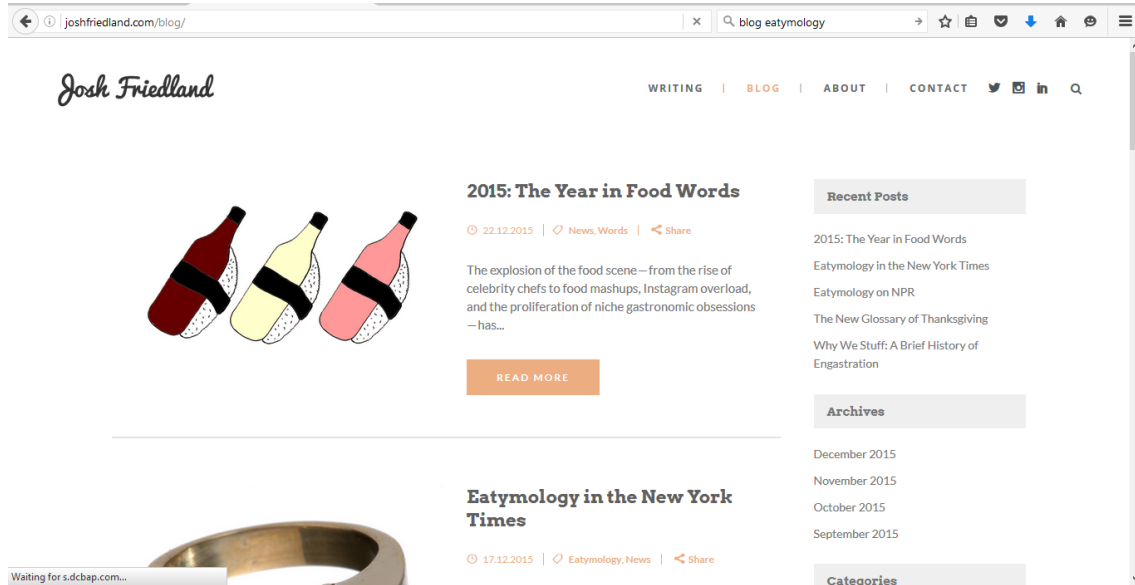 joshfriedland.com/blog/
blog eatymology
Josh Friedland
WRITING | BLOG | ABOUT | CONTACT
2015: The Year in Food Words
22.12.2015 | News, Words | Share
The explosion of the food scene—from the rise of
celebrity chefs to food mashups, Instagram overload,
and the proliferation of niche gastronomic obsessions
—has...
READ MORE
Eatymology in the New York
Times
17.12.2015 | Eatymology, News | Share
Recent Posts
2015: The Year in Food Words
Eatymology in the New York Times
Eatymology on NPR
The New Glossary of Thanksgiving
Why We Stuff: A Brief History of
Engastration
Archives
December 2015
November 2015
October 2015
September 2015
Categories
Waiting for s.dcbap.com...